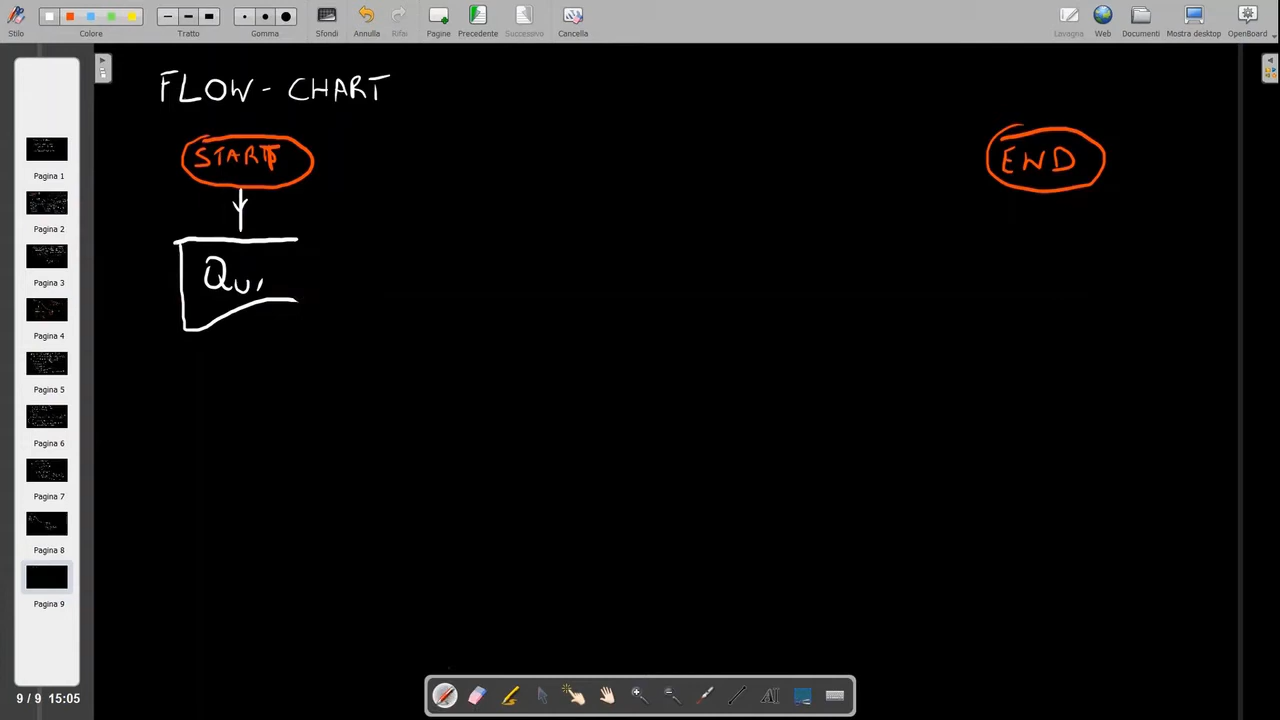 Stilo Colore Tratto Gomma Sfondi Annulla Rifai Pagine Precedente Successivo Cancella Lavagna Web Documenti Mostra desktop OpenBoard
FLOW - CHART
START
END
Pagina 1
Pagina 2
Qui
Pagina 3
Pagina 4
Pagina 5
Pagina 6
Pagina 7
Pagina 8
Pagina 9
9 / 9 15:05
AI